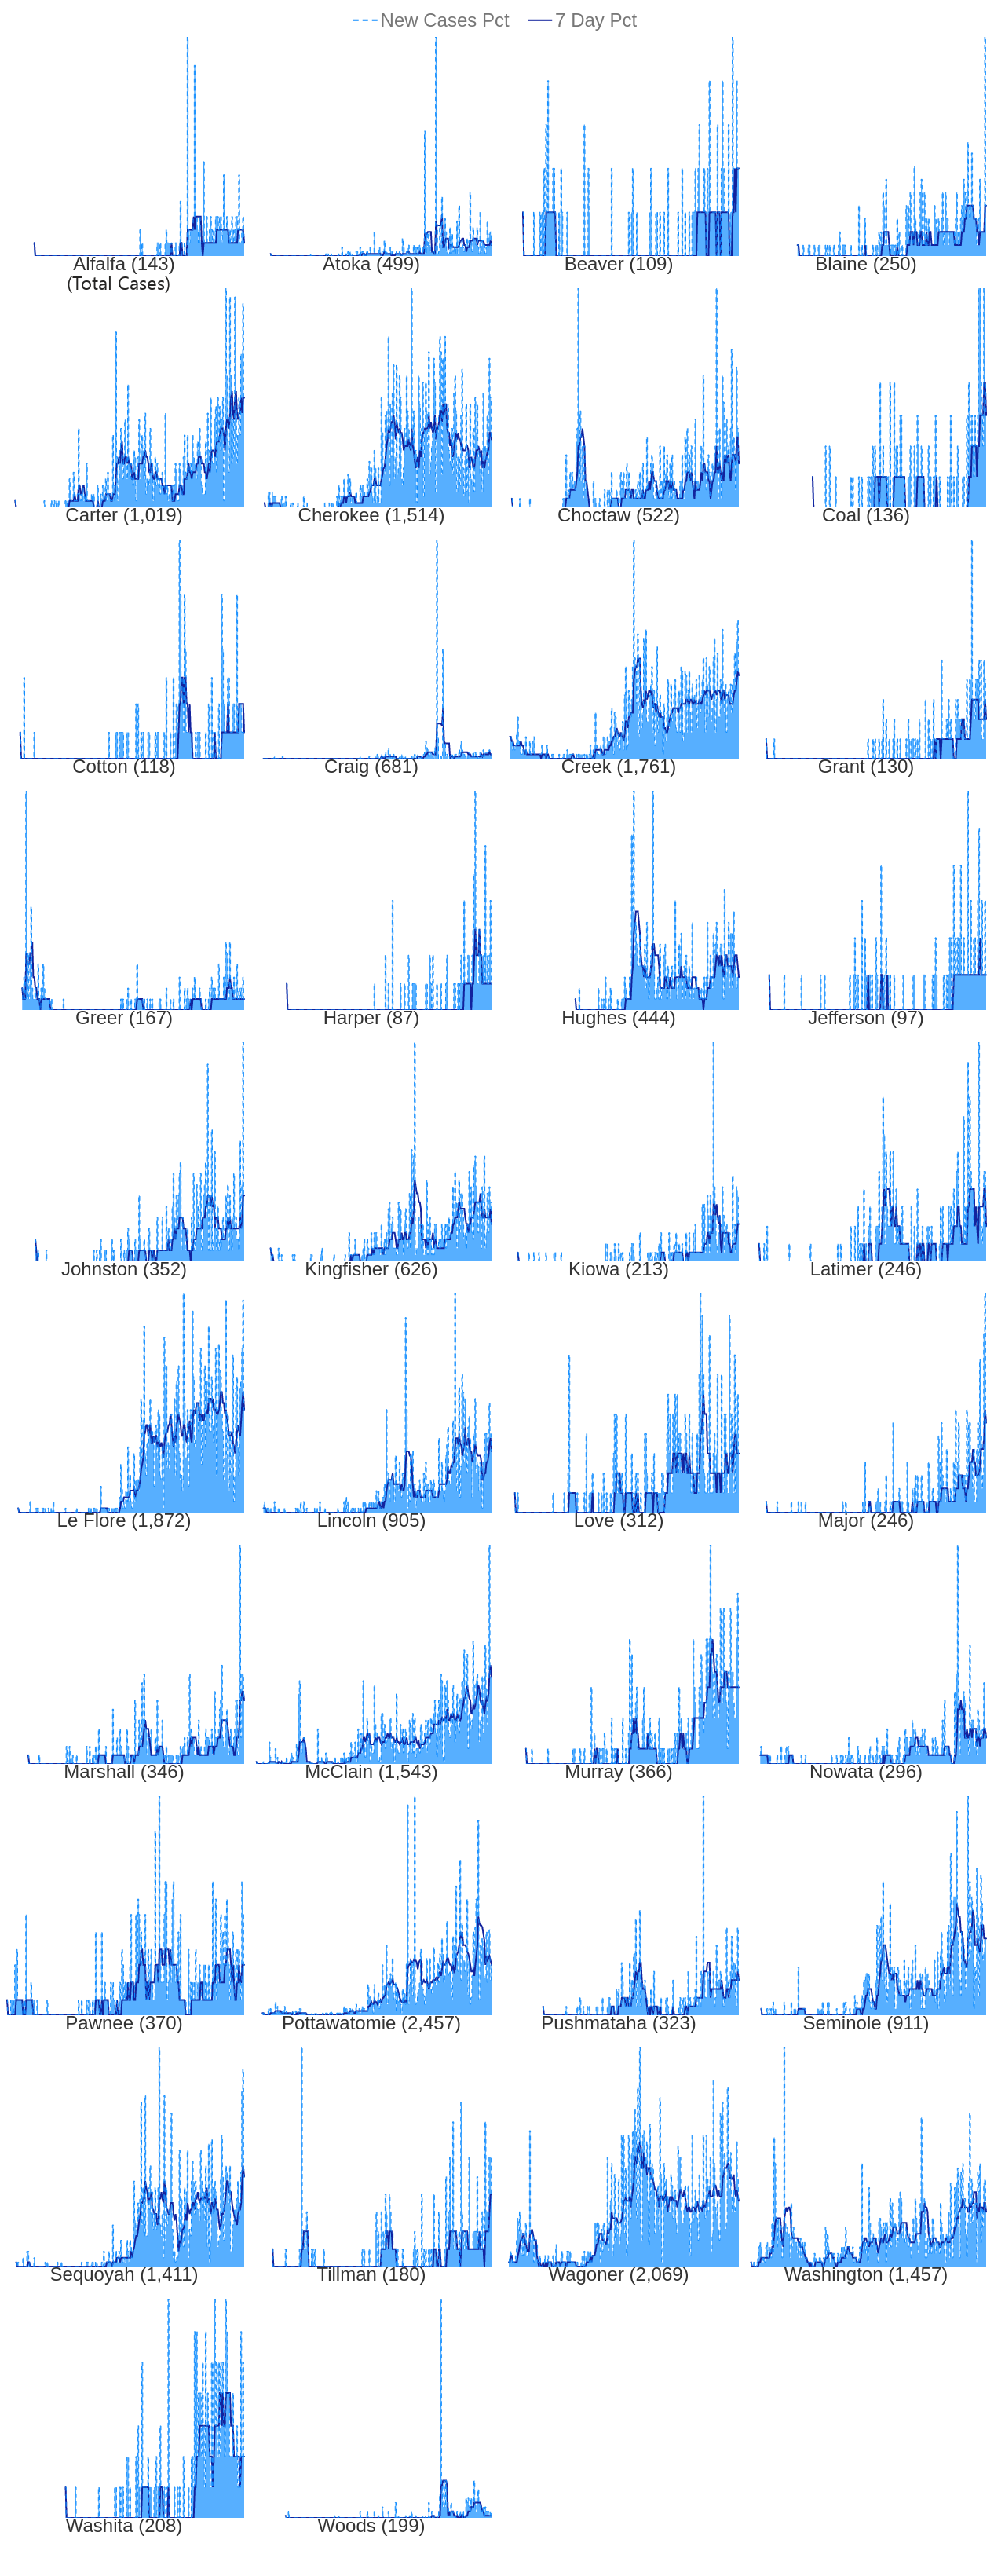 New Cases Pct 7 Day Pct
Alfalfa (143) Atoka (499) Beaver (109) Blaine (250)
(Total Cases)
Carter (1,019) Cherokee (1,514) Choctaw (522) Coal (136)
Cotton (118) Craig (681) Creek (1,761) Grant (130)
Greer (167) Harper (87) Hughes (444) Jefferson (97)
Johnston (352) Kingfisher (626) Kiowa (213) Latimer (246)
Le Flore (1,872) Lincoln (905) Love (312) Major (246)
Marshall (346) McClain (1,543) Murray (366) Nowata (296)
Pawnee (370) Pottawatomie (2,457) Pushmataha (323) Seminole (911)
Sequoyah (1,411) Tillman (180) Wagoner (2,069) Washington (1,457)
Washita (208) Woods (199)